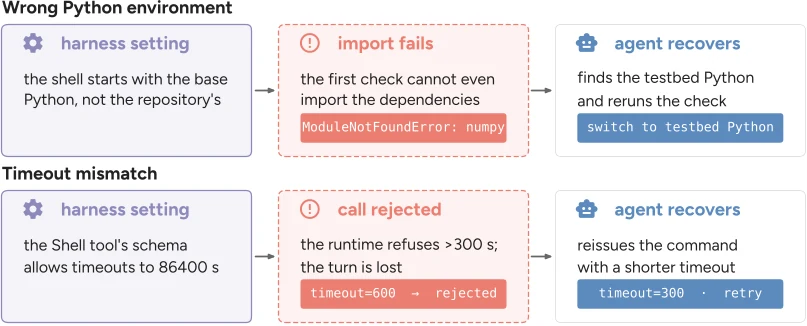 Wrong Python environment
harness setting
the shell starts with the base
Python, not the repository's
import fails
the first check cannot even
import the dependencies
ModuleNotFoundError: numpy
agent recovers
finds the testbed Python
and reruns the check
switch to testbed Python
Timeout mismatch
harness setting
the Shell tool's schema
allows timeouts to 86400 s
call rejected
the runtime refuses >300 s;
the turn is lost
timeout=600 → rejected
agent recovers
reissues the command
with a shorter timeout
timeout=300 · retry